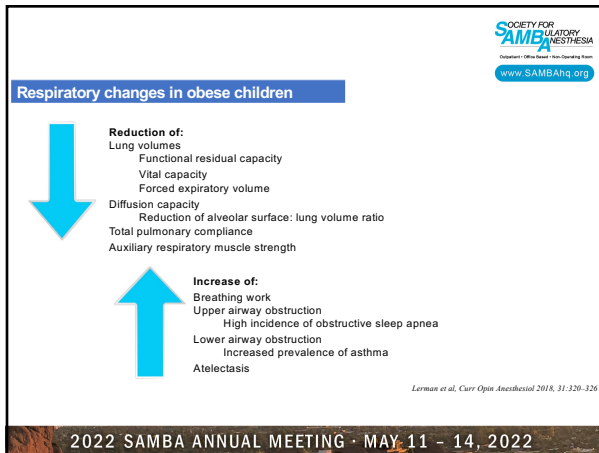 SOCIETY FOR
AMBULATORY
ANESTHESIA
Outpatient • Office Based • Non-Operating Room
www.SAMBAhq.org
Respiratory changes in obese children
Reduction of:
Lung volumes
Functional residual capacity
Vital capacity
Forced expiratory volume
Diffusion capacity
Reduction of alveolar surface: lung volume ratio
Total pulmonary compliance
Auxiliary respiratory muscle strength
Increase of:
Breathing work
Upper airway obstruction
High incidence of obstructive sleep apnea
Lower airway obstruction
Increased prevalence of asthma
Atelectasis
Lerman et al, Curr Opin Anesthesiol 2018, 31:320–326
2022 SAMBA ANNUAL MEETING · MAY 11 – 14, 2022